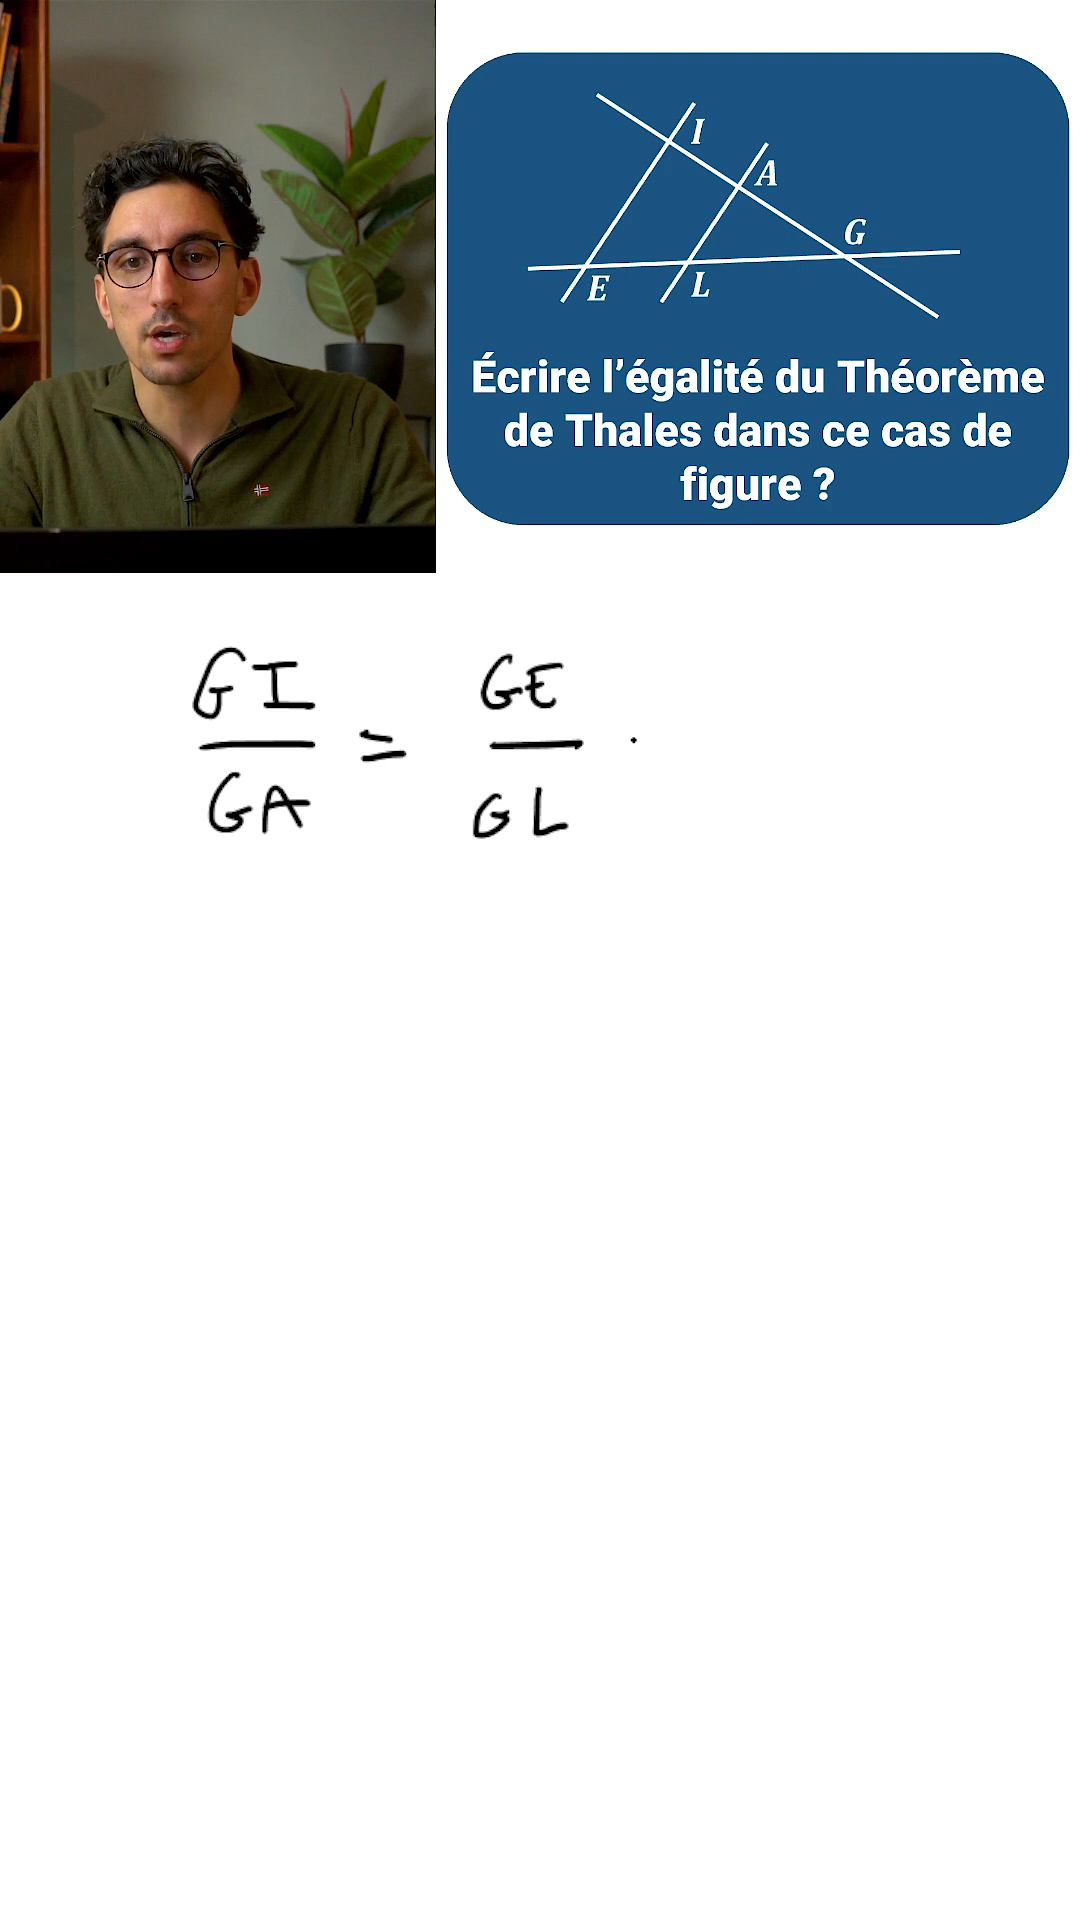 I
A
G
E
L
Écrire l’égalité du Théorème
de Thales dans ce cas de
figure ?
GI = GE
GA GL